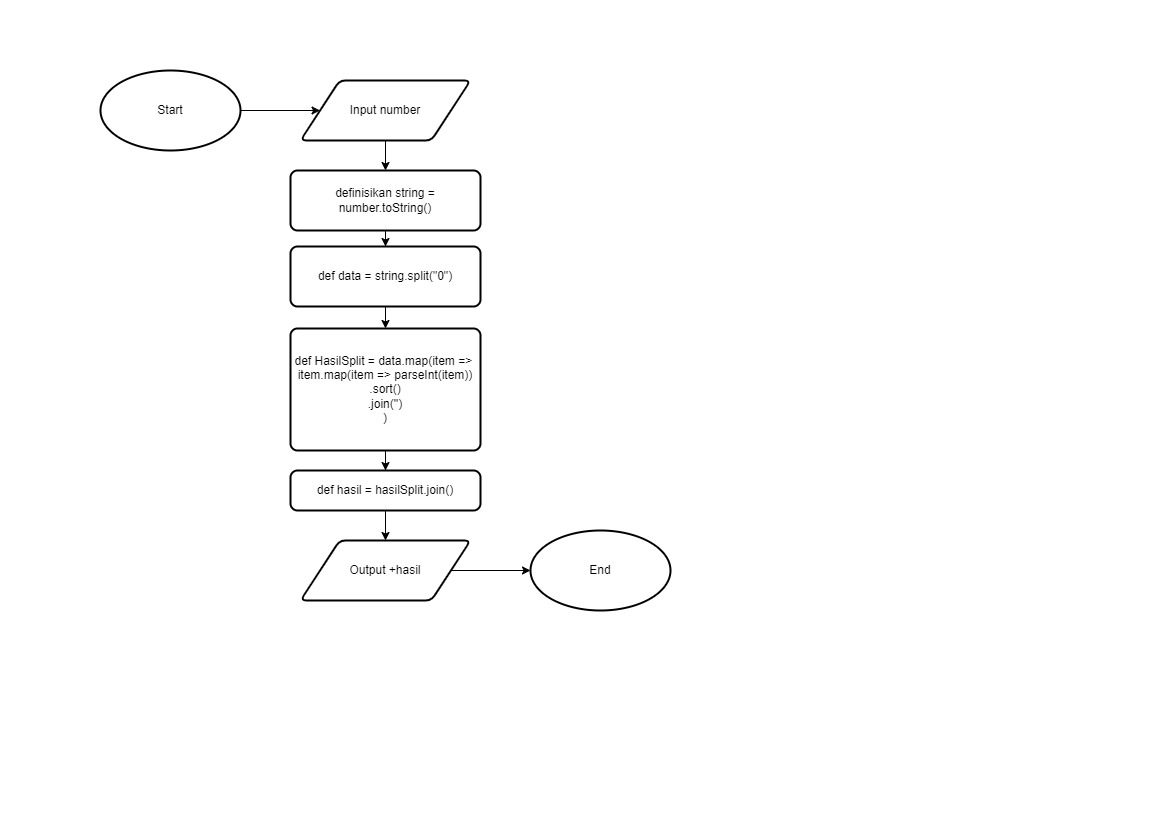 Start
Input number
definisikan string =
number.toString()
def data = string.split("0")
def HasilSplit = data.map(item =>
item.map(item => parseInt(item))
.sort()
.join('')
)
def hasil = hasilSplit.join()
Output +hasil
End